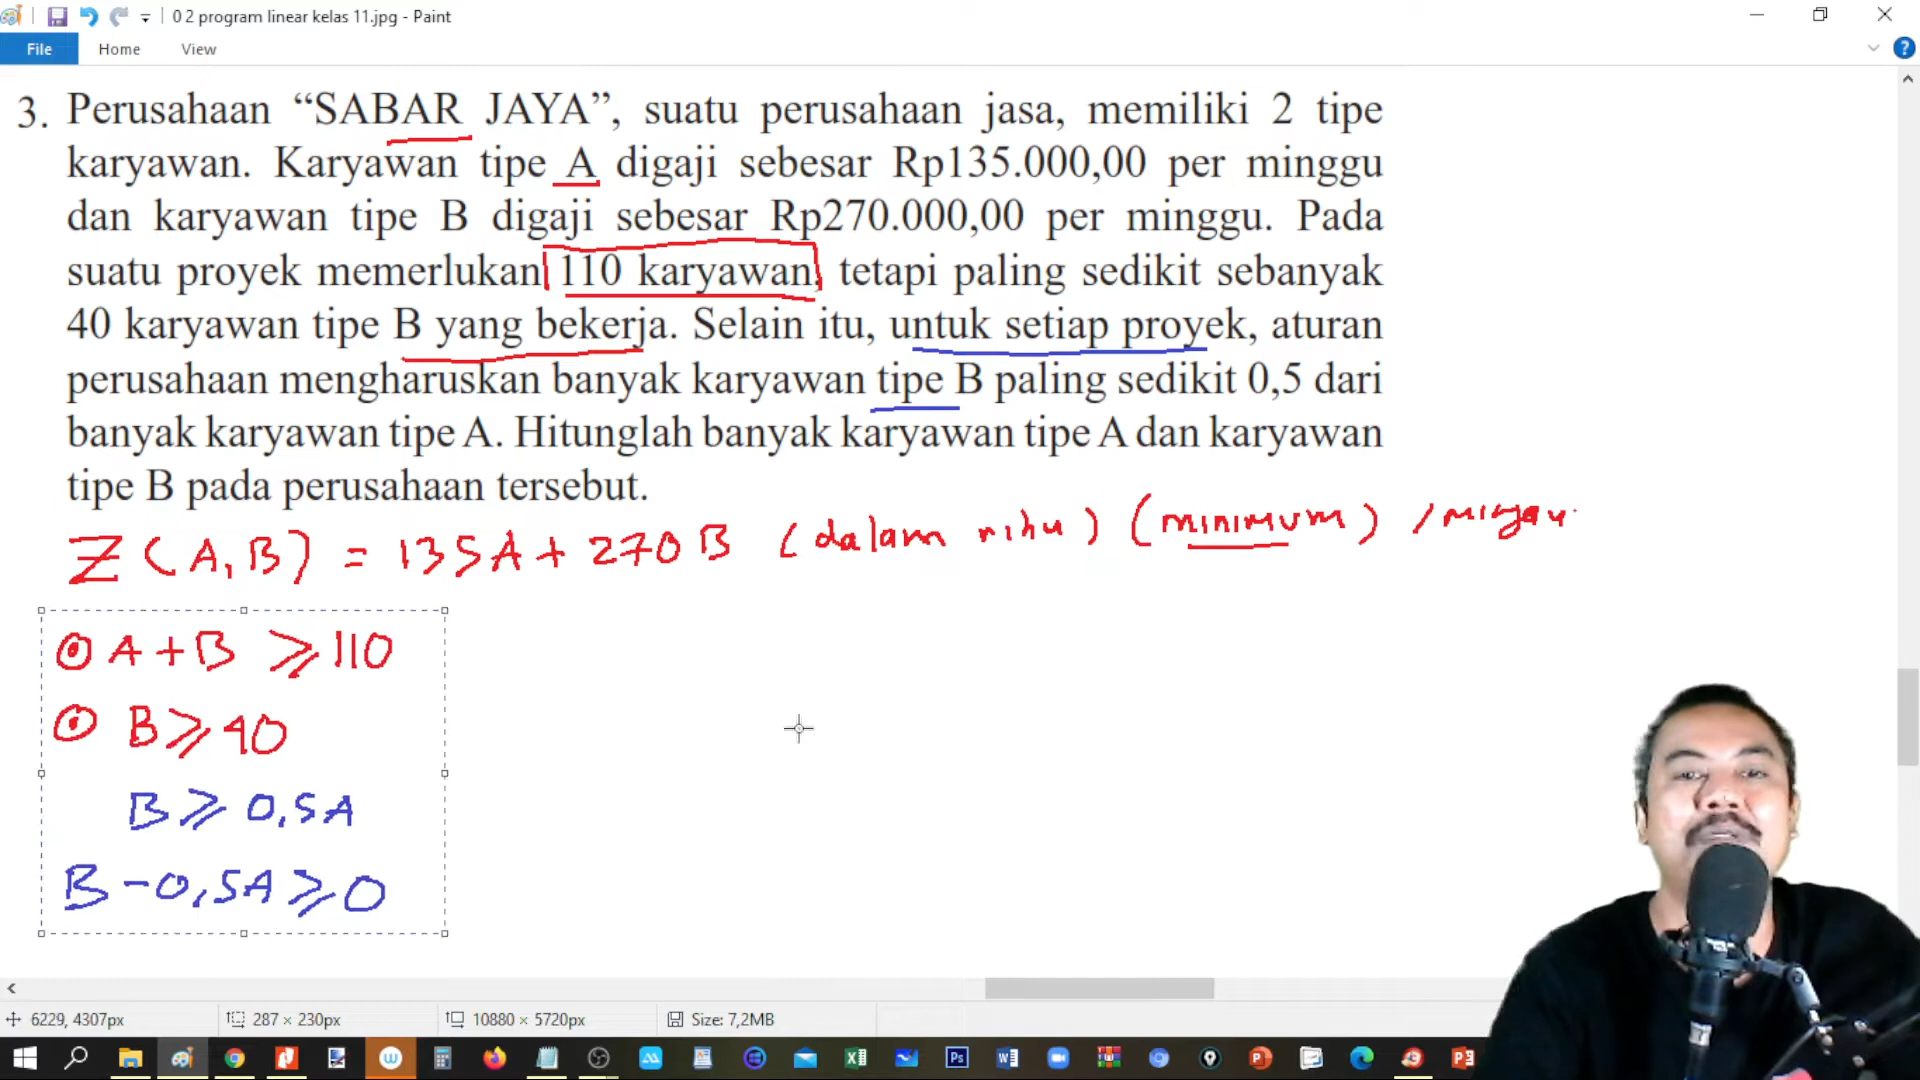 0 2 program linear kelas 11.jpg - Paint
File Home View
3. Perusahaan “SABAR JAYA”, suatu perusahaan jasa, memiliki 2 tipe
karyawan. Karyawan tipe A digaji sebesar Rp135.000,00 per minggu
dan karyawan tipe B digaji sebesar Rp270.000,00 per minggu. Pada
suatu proyek memerlukan 110 karyawan, tetapi paling sedikit sebanyak
40 karyawan tipe B yang bekerja. Selain itu, untuk setiap proyek, aturan
perusahaan mengharuskan banyak karyawan tipe B paling sedikit 0,5 dari
banyak karyawan tipe A. Hitunglah banyak karyawan tipe A dan karyawan
tipe B pada perusahaan tersebut.
Z (A, B) = 135A + 270B (dalam ribu) (minimum) /minggu
A + B ⩾ 110
B ⩾ 40
B ⩾ 0,5A
B - 0,5A ⩾ 0
6229, 4307px 287 × 230px 10880 × 5720px Size: 7,2MB